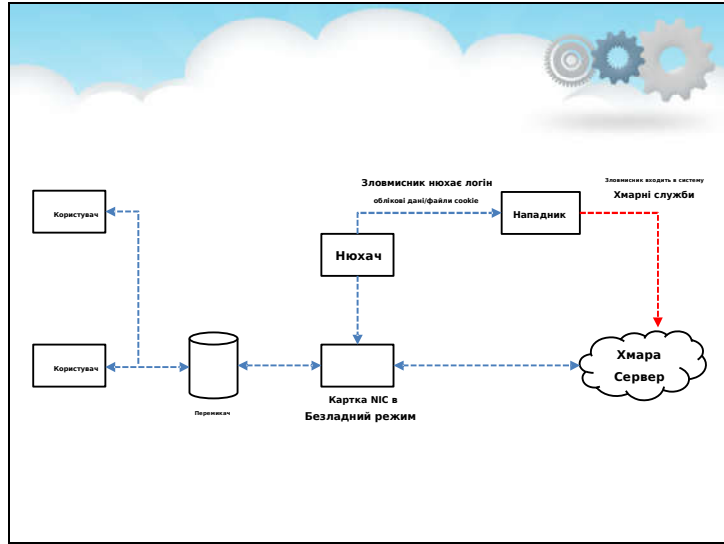 Зловмисник нюхає логін
облікові дані/файли cookie
Зловмисник входить в систему
Хмарні служби
Користувач
Нападник
Нюхач
Користувач
Перемикач
Картка NIC в
Безладний режим
Хмара
Сервер